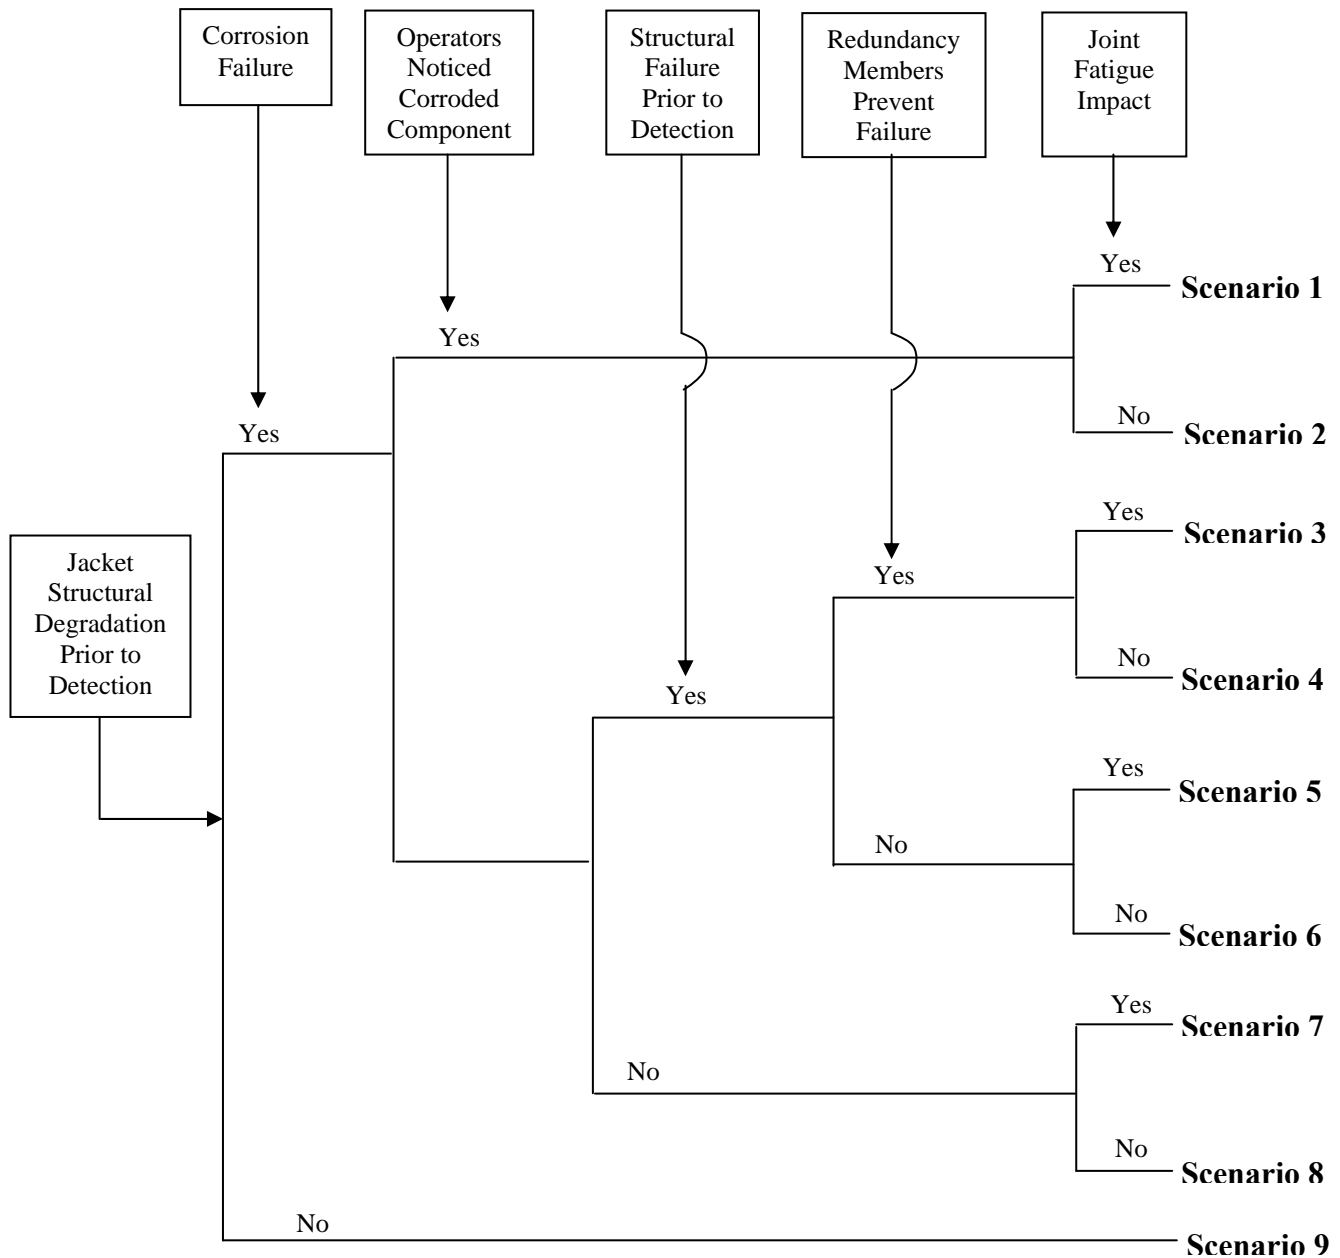 Corrosion
Failure
Operators
Noticed
Corroded
Component
Structural
Failure
Prior to
Detection
Redundancy
Members
Prevent
Failure
Joint
Fatigue
Impact
Yes
Scenario 1
Yes
No
Scenario 2
Yes
Yes
Scenario 3
Jacket
Structural
Degradation
Prior to
Detection
Yes
No
Scenario 4
Yes
Yes
Scenario 5
No
No
Scenario 6
Yes
Scenario 7
No
No
Scenario 8
No
Scenario 9